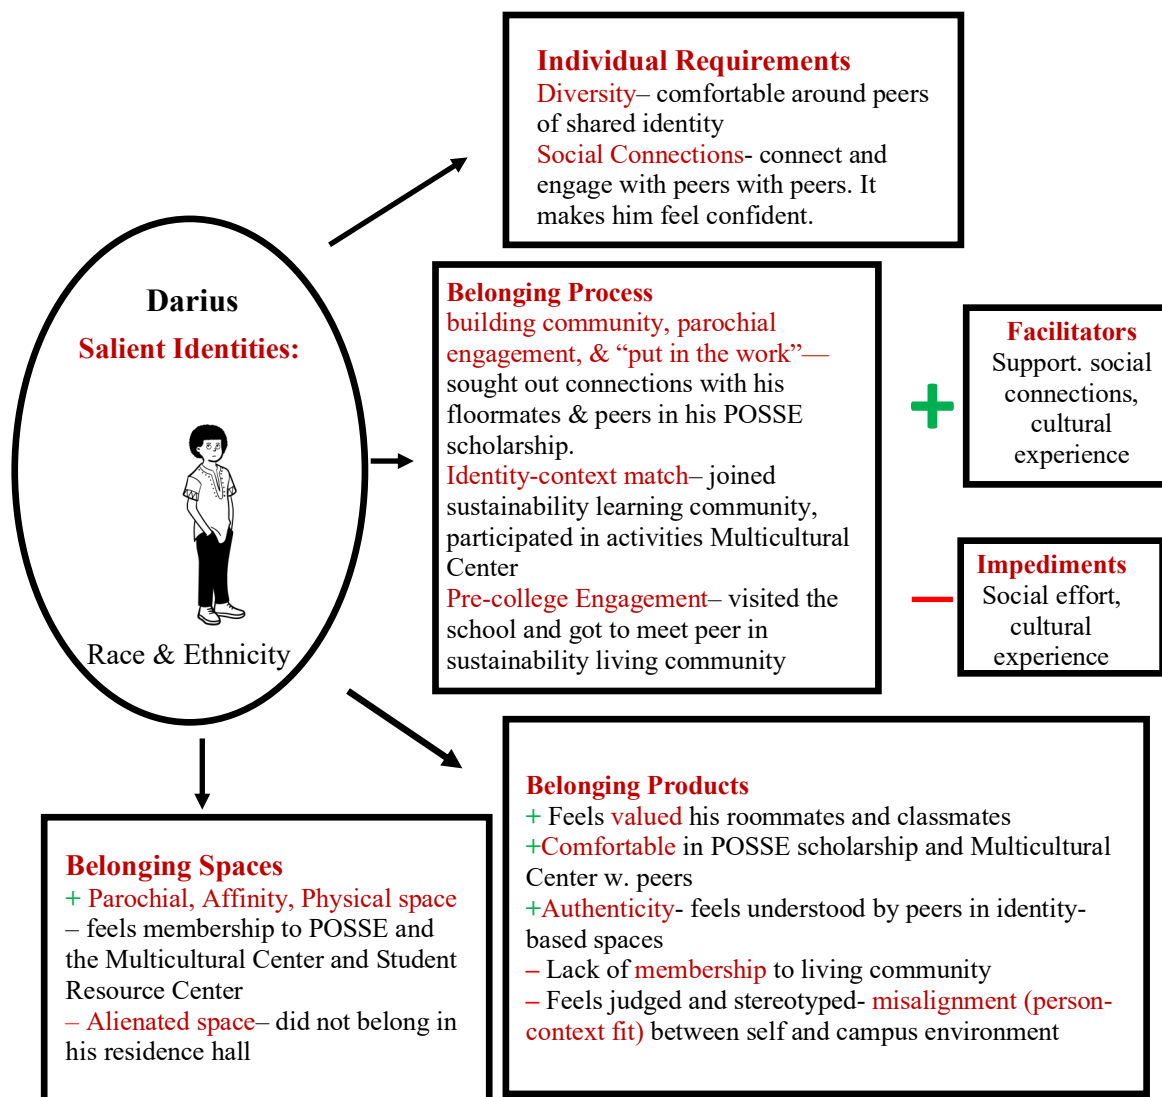 Individual Requirements
Diversity– comfortable around peers
of shared identity
Social Connections- connect and
engage with peers with peers. It
makes him feel confident.
Darius
Salient Identities:
Race & Ethnicity
Belonging Process
building community, parochial
engagement, & “put in the work”—
sought out connections with his
floormates & peers in his POSSE
scholarship.
Identity-context match– joined
sustainability learning community,
participated in activities Multicultural
Center
Pre-college Engagement– visited the
school and got to meet peer in
sustainability living community
+
Facilitators
Support. social
connections,
cultural
experience
–
Impediments
Social effort,
cultural
experience
Belonging Spaces
+ Parochial, Affinity, Physical space
– feels membership to POSSE and
the Multicultural Center and Student
Resource Center
– Alienated space– did not belong in
his residence hall
Belonging Products
+ Feels valued his roommates and classmates
+Comfortable in POSSE scholarship and Multicultural
Center w. peers
+Authenticity- feels understood by peers in identity-
based spaces
– Lack of membership to living community
– Feels judged and stereotyped- misalignment (person-
context fit) between self and campus environment